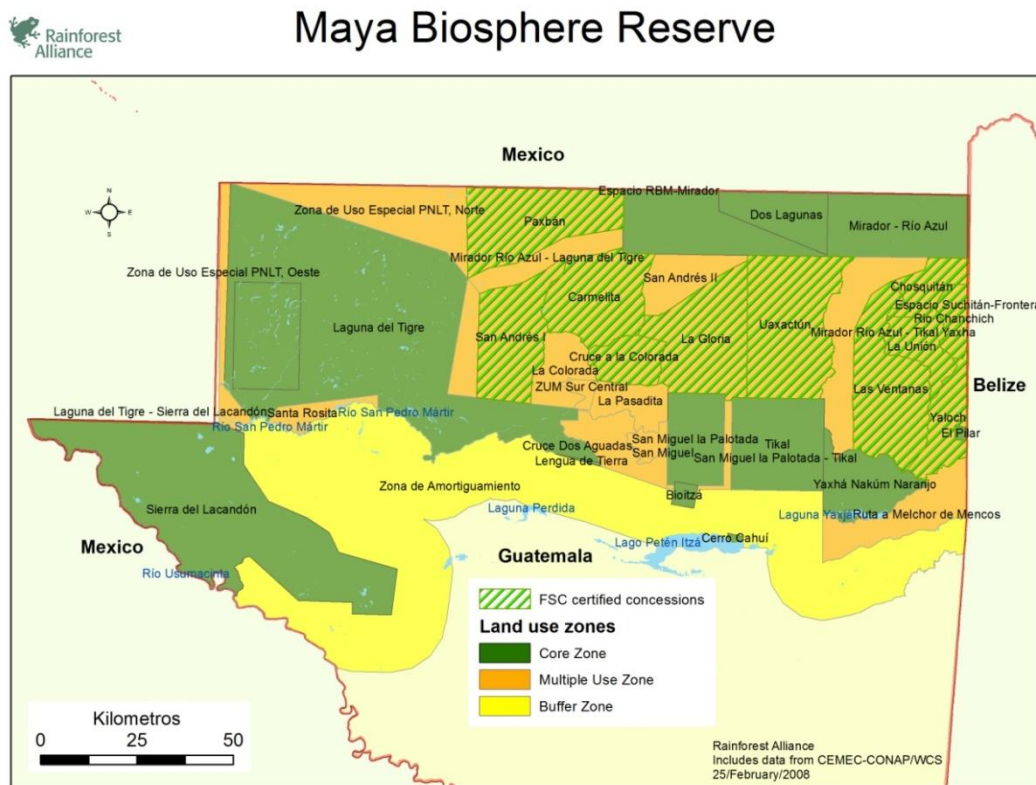 Rainforest
Alliance
Maya Biosphere Reserve
Mexico
N
W E
S
Espacio RBM-Mirador
Zona de Uso Especial PNLT, Norte
Paxbán
Dos Lagunas
Mirador - Río Azul
Mirador Río Azul - Laguna del Tigre
Zona de Uso Especial PNLT, Oeste
San Andrés II
Chosquitán
Carmelita
Espacio Suchitán-Frontera
Rio Chanchich
Laguna del Tigre
Uaxactún
Mirador Río Azul - Tikal Yaxha
San Andrés I
La Gloria
La Unión
Cruce a la Colorada
La Colorada
Belize
ZUM Sur Central
Las Ventanas
La Pasadita
Laguna del Tigre - Sierra del Lacandón
Santa Rosita
Río San Pedro Mártir
Río San Pedro Mártir
Yaloch
El Pilar
Cruce Dos Aguadas
San Miguel la Palotada
Tikal
San Miguel
San Miguel la Palotada - Tikal
Lengua de Tierra
Yaxhá Nakúm Naranjo
Zona de Amortiguamiento
Bioitzá
Sierra del Lacandón
Laguna Perdida
Laguna Yaxjá
Ruta a Melchor de Mencos
Lago Petén Itzá
Cerro Cahuí
Mexico
Guatemala
Río Usumacinta
FSC certified concessions
Land use zones
Core Zone
Multiple Use Zone
Buffer Zone
Kilometros
0 25 50
Rainforest Alliance
Includes data from CEMEC-CONAP/WCS
25/February/2008